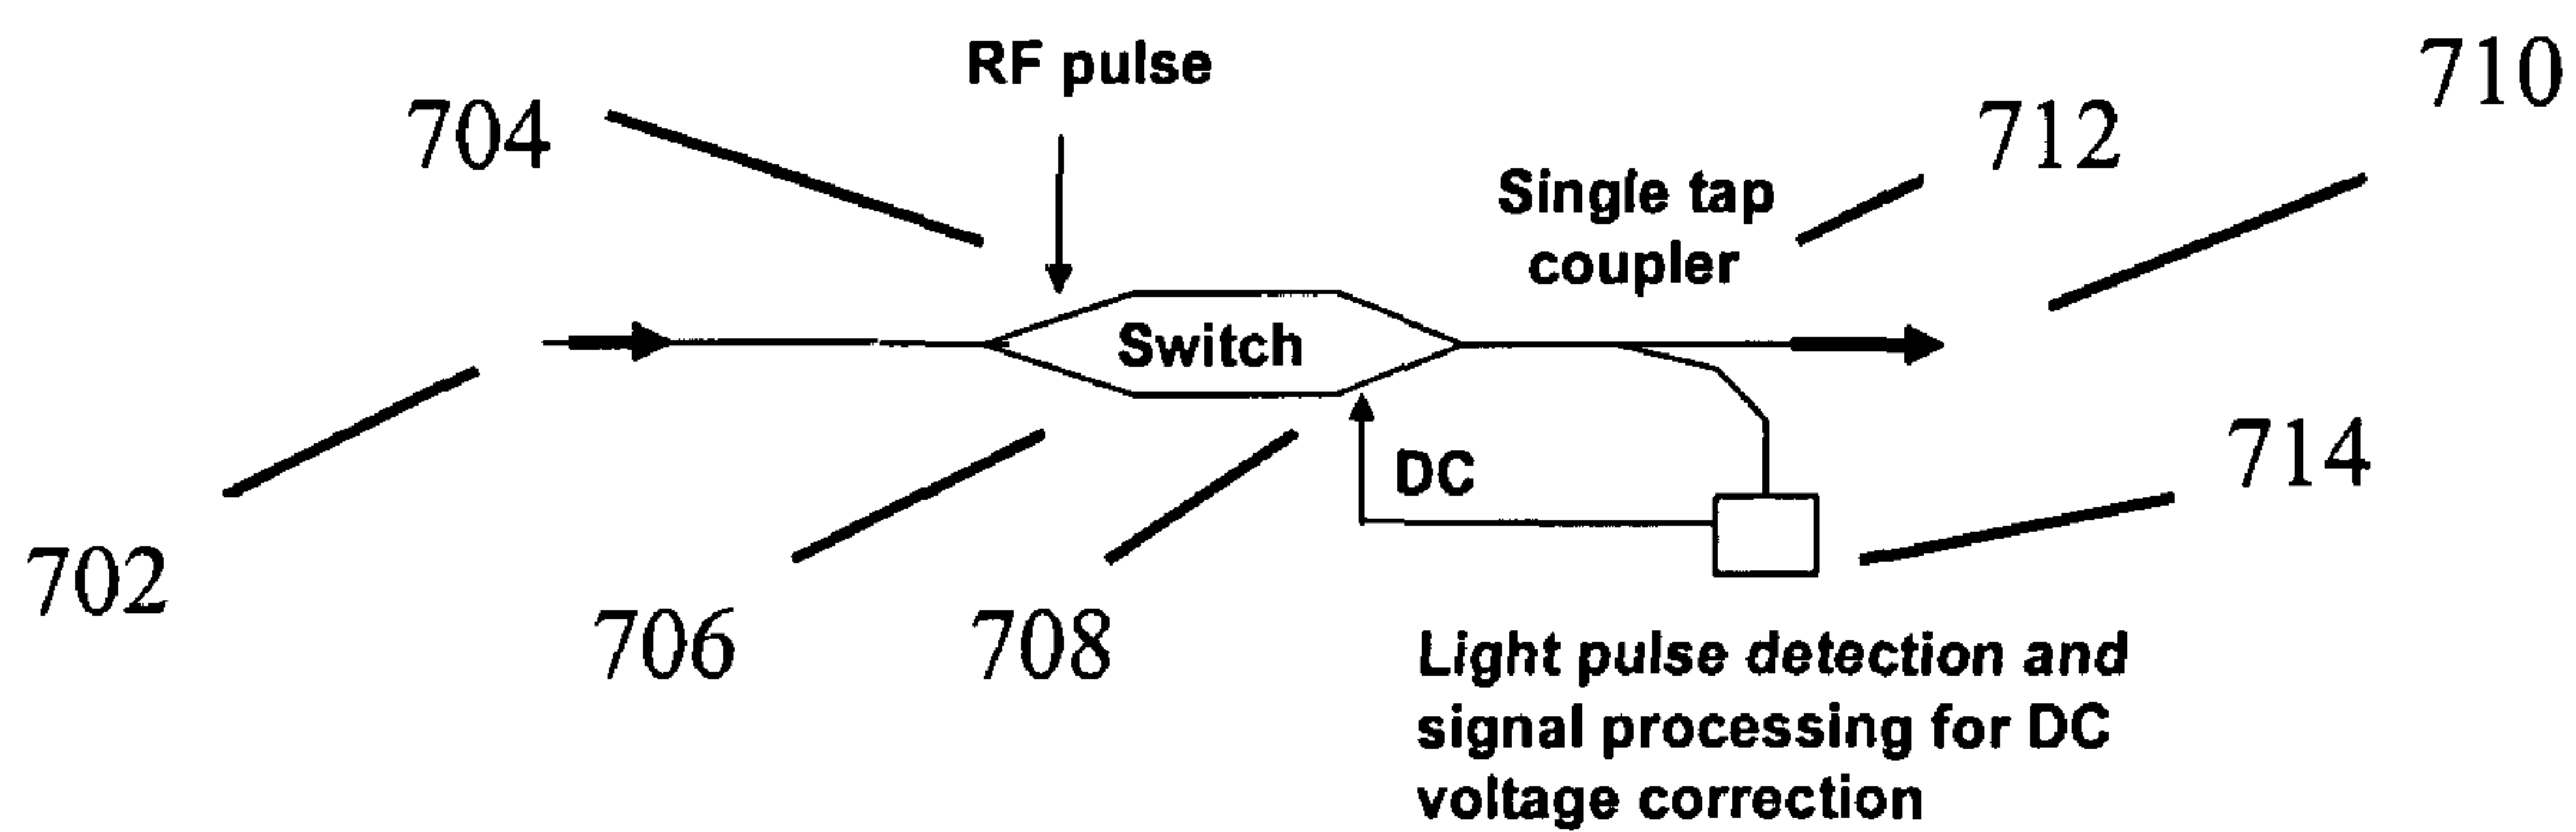 RF pulse
710
704
712
Single tap
coupler
Switch
DC
714
702
706
708
Light pulse detection and
signal processing for DC
voltage correction